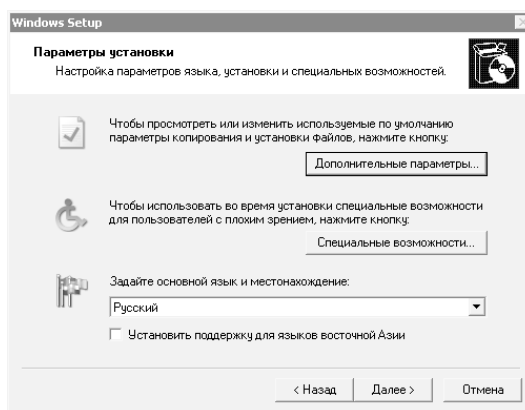 Windows Setup
Параметры установки
Настройка параметров языка, установки и специальных возможностей.
Чтобы просмотреть или изменить используемые по умолчанию
параметры копирования и установки файлов, нажмите кнопку:
Дополнительные параметры...
Чтобы использовать во время установки специальные возможности
для пользователей с плохим зрением, нажмите кнопку:
Специальные возможности...
Задайте основной язык и местонахождение:
Русский
Установить поддержку для языков восточной Азии
< Назад Далее > Отмена